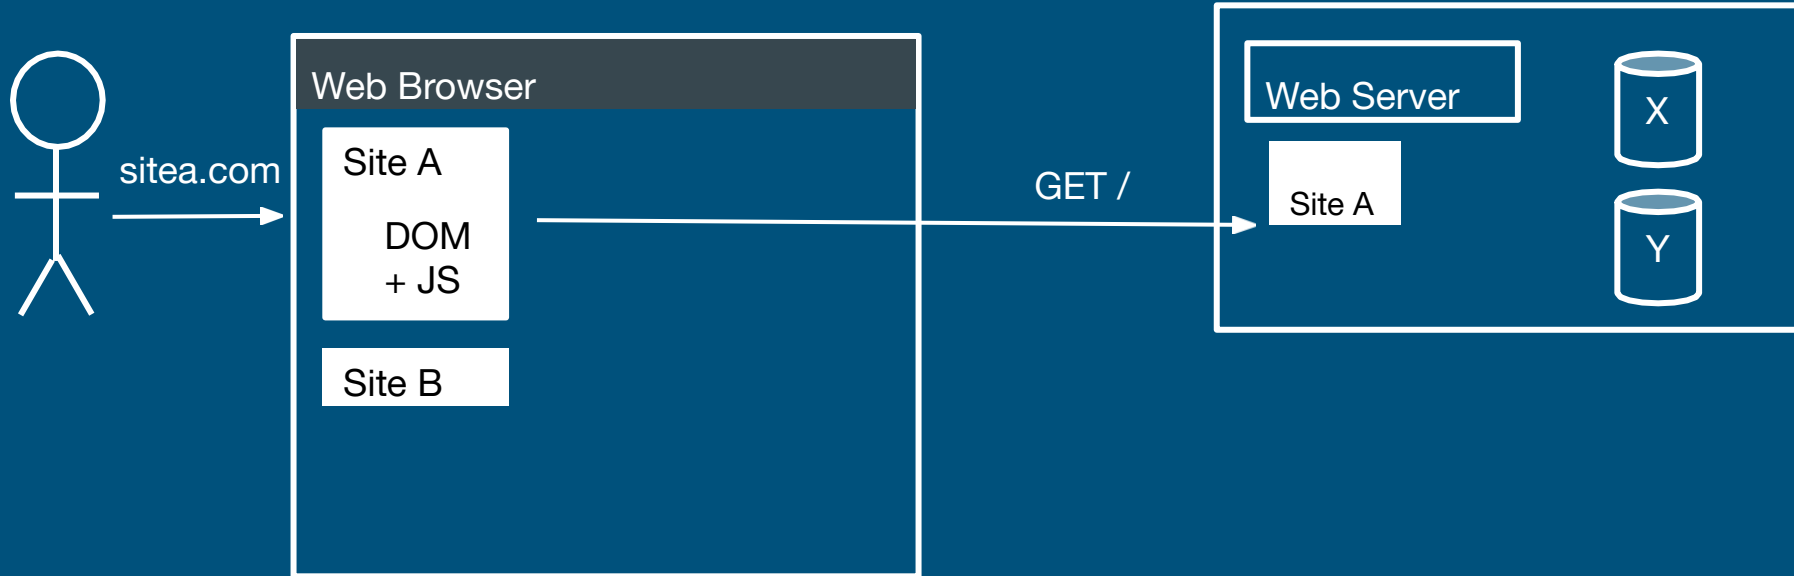 sitea.com
Web Browser
Site A
DOM
+ JS
Site B
GET /
Web Server
Site A
X
Y